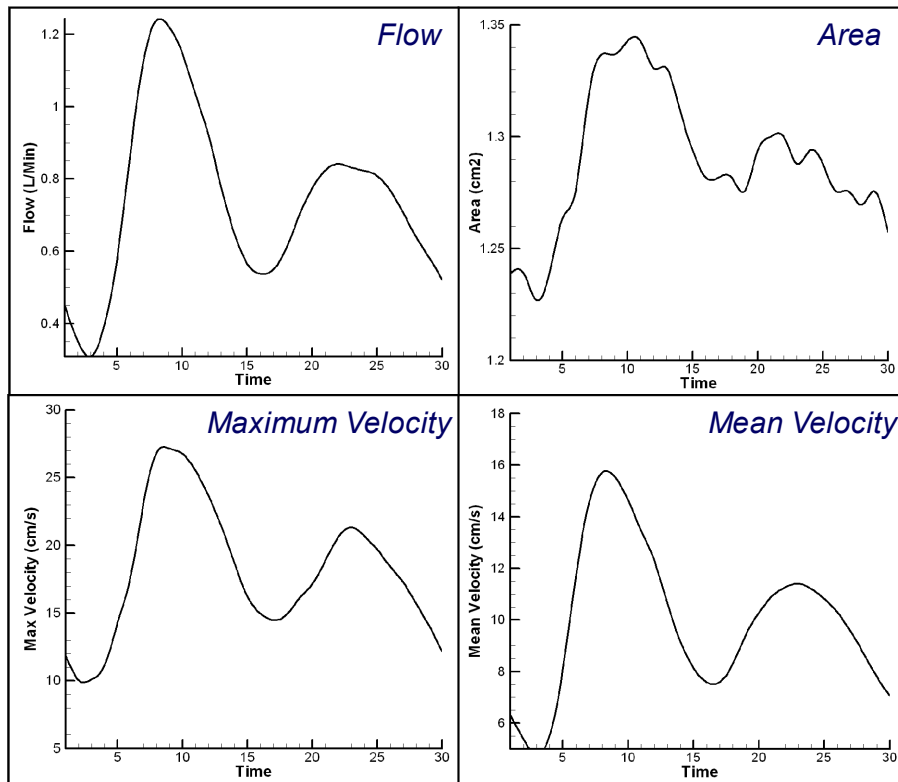 Flow
1.2
1
0.8
0.6
0.4
Flow (L/Min)
5 10 15 20 25 30
Time
Area
1.35
1.3
1.25
1.2
Area (cm2)
5 10 15 20 25 30
Time
Maximum Velocity
30
25
20
15
10
5
Max Velocity (cm/s)
5 10 15 20 25 30
Time
Mean Velocity
18
16
14
12
10
8
6
Mean Velocity (cm/s)
5 10 15 20 25 30
Time